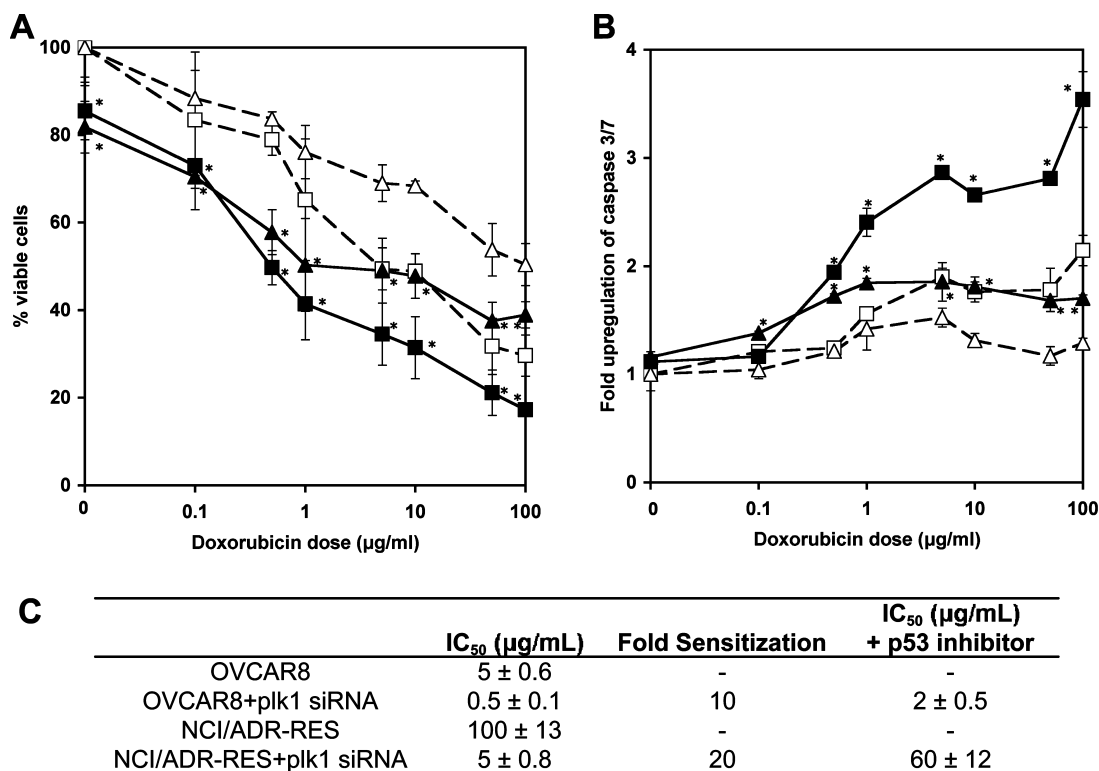 A
B
100
80
60
40
20
0
% viable cells
0
0.1
1
10
100
Doxorubicin dose (µg/ml)
4
3
2
1
0
Fold upregulation of caspase 3/7
0
0.1
1
10
100
Doxorubicin dose (µg/ml)
C
IC50 (µg/mL) Fold Sensitization IC50 (µg/mL)
+ p53 inhibitor
OVCAR8 5 ± 0.6 - -
OVCAR8+plk1 siRNA 0.5 ± 0.1 10 2 ± 0.5
NCI/ADR-RES 100 ± 13 - -
NCI/ADR-RES+plk1 siRNA 5 ± 0.8 20 60 ± 12